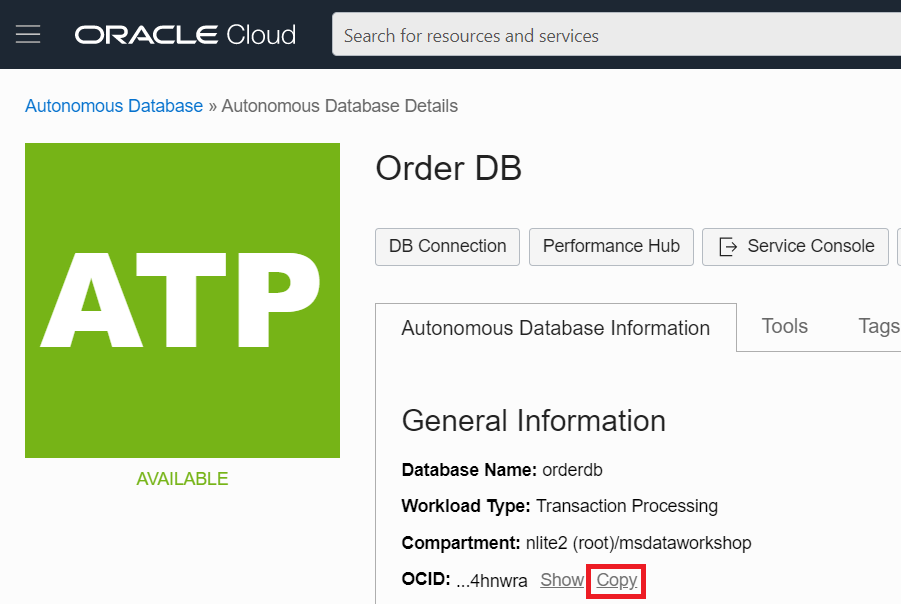 ORACLE Cloud
Search for resources and services
Autonomous Database » Autonomous Database Details
ATP
AVAILABLE
Order DB
DB Connection
Performance Hub
Service Console
Autonomous Database Information
Tools
Tags
General Information
Database Name: orderdb
Workload Type: Transaction Processing
Compartment: nlite2 (root)/msdataworkshop
OCID: ...4hnwra Show Copy